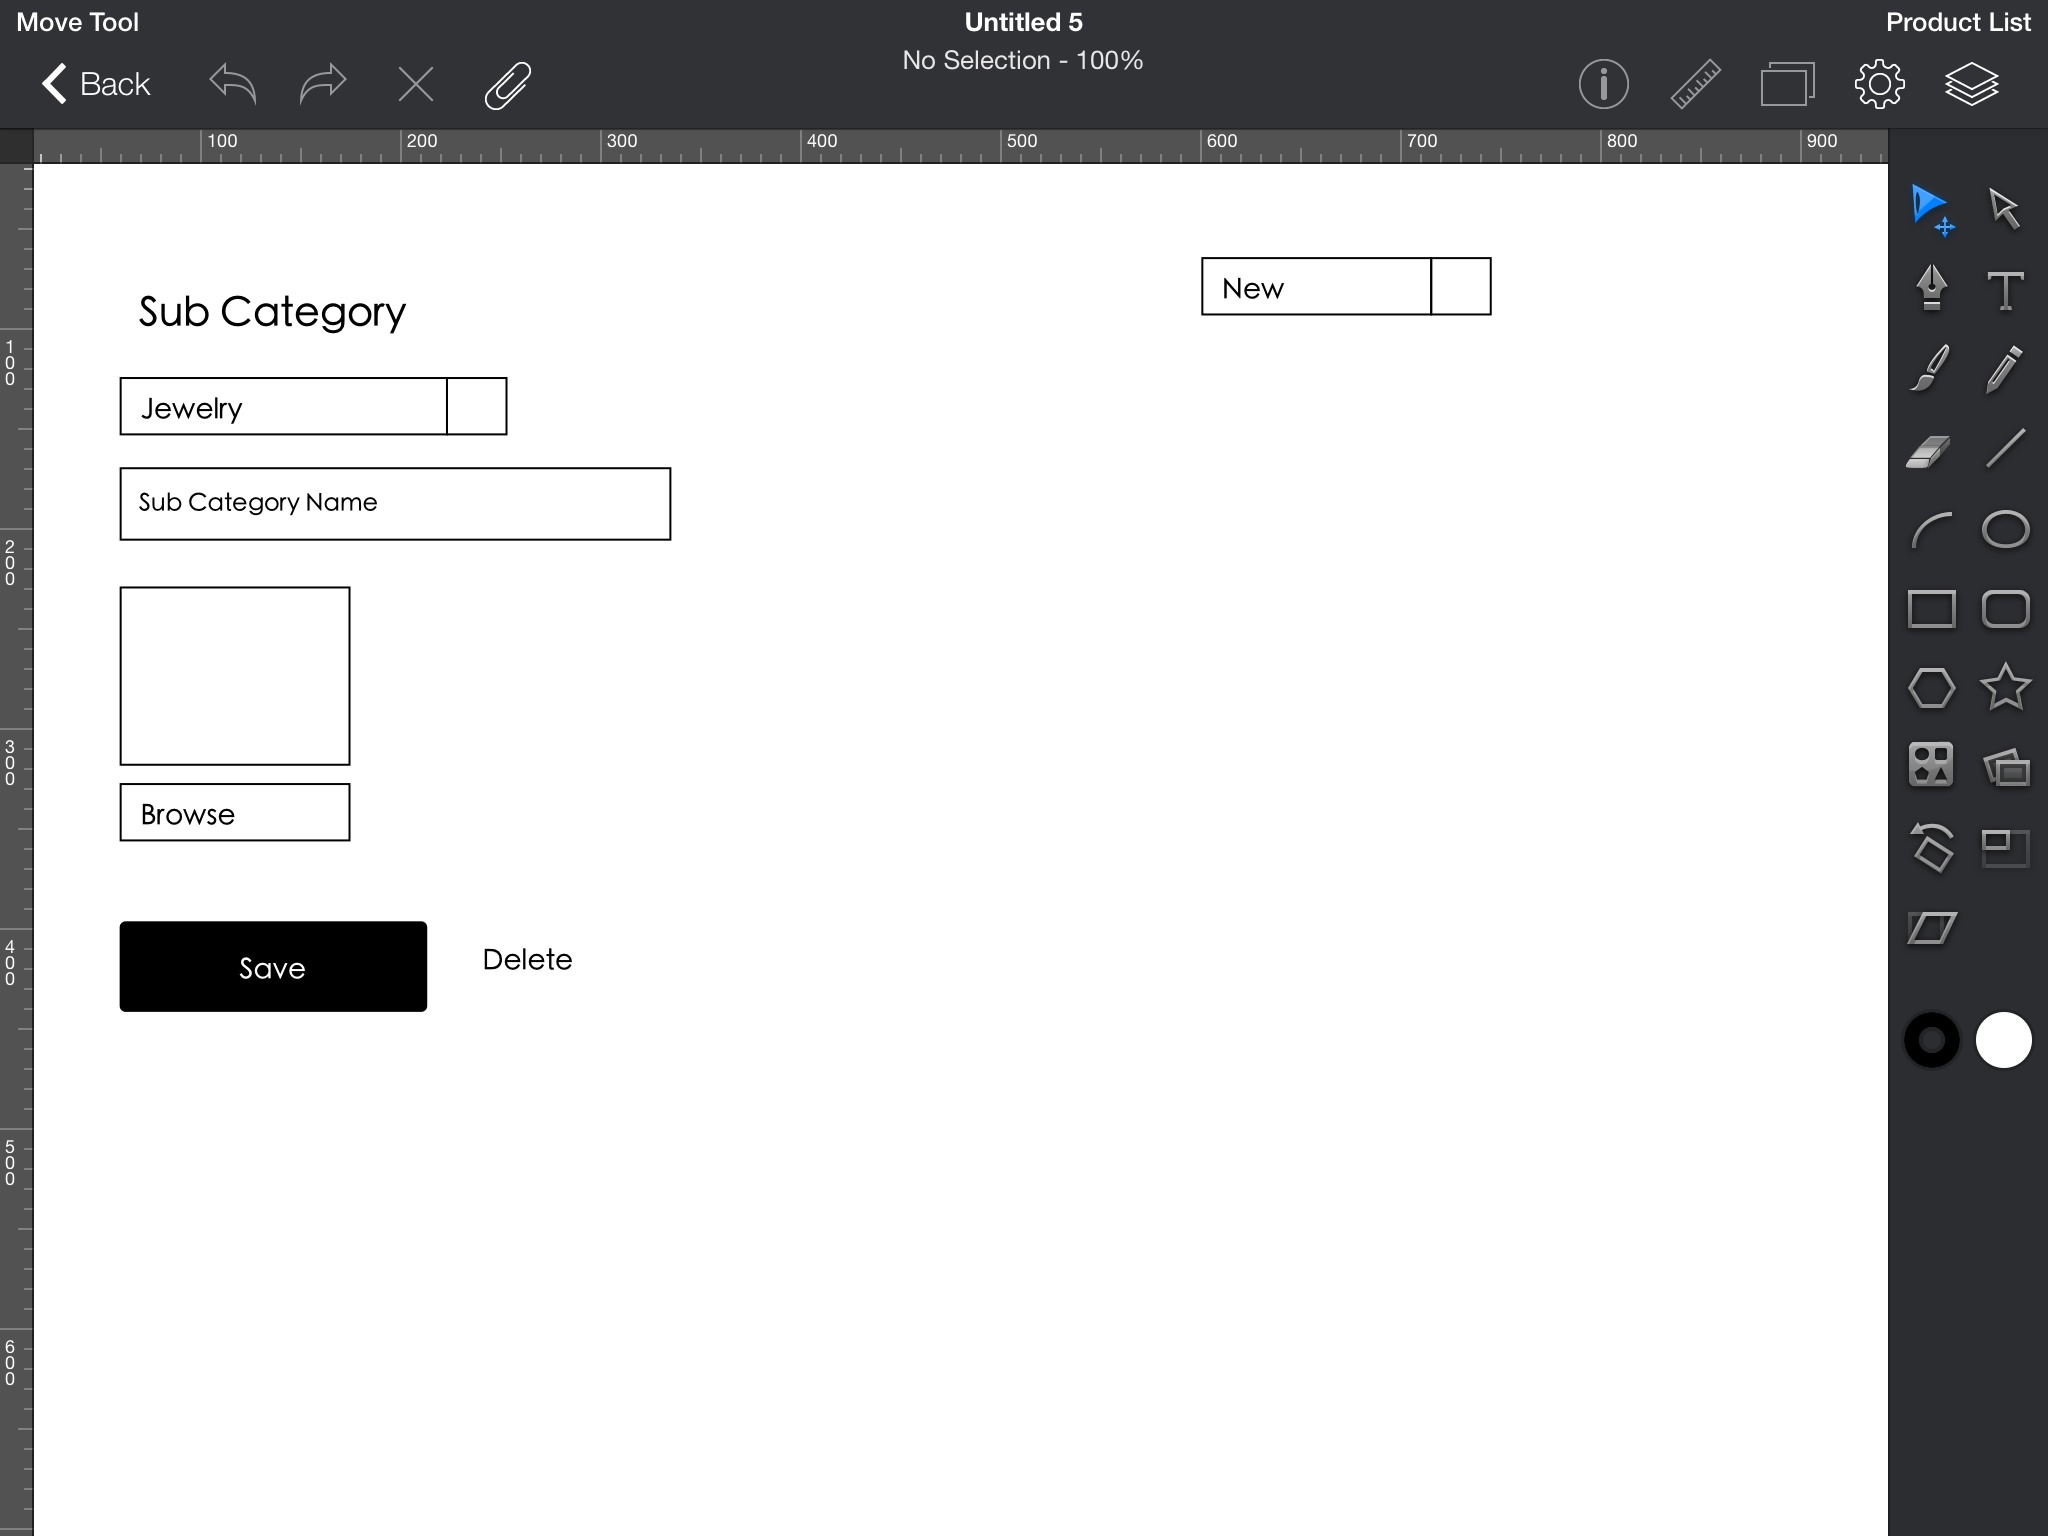 Move Tool
Untitled 5
Product List
No Selection - 100%
Back
100 200 300 400 500 600 700 800 900
New
Sub Category
100
Jewelry
Sub Category Name
200
300
Browse
400
Save
Delete
500
600